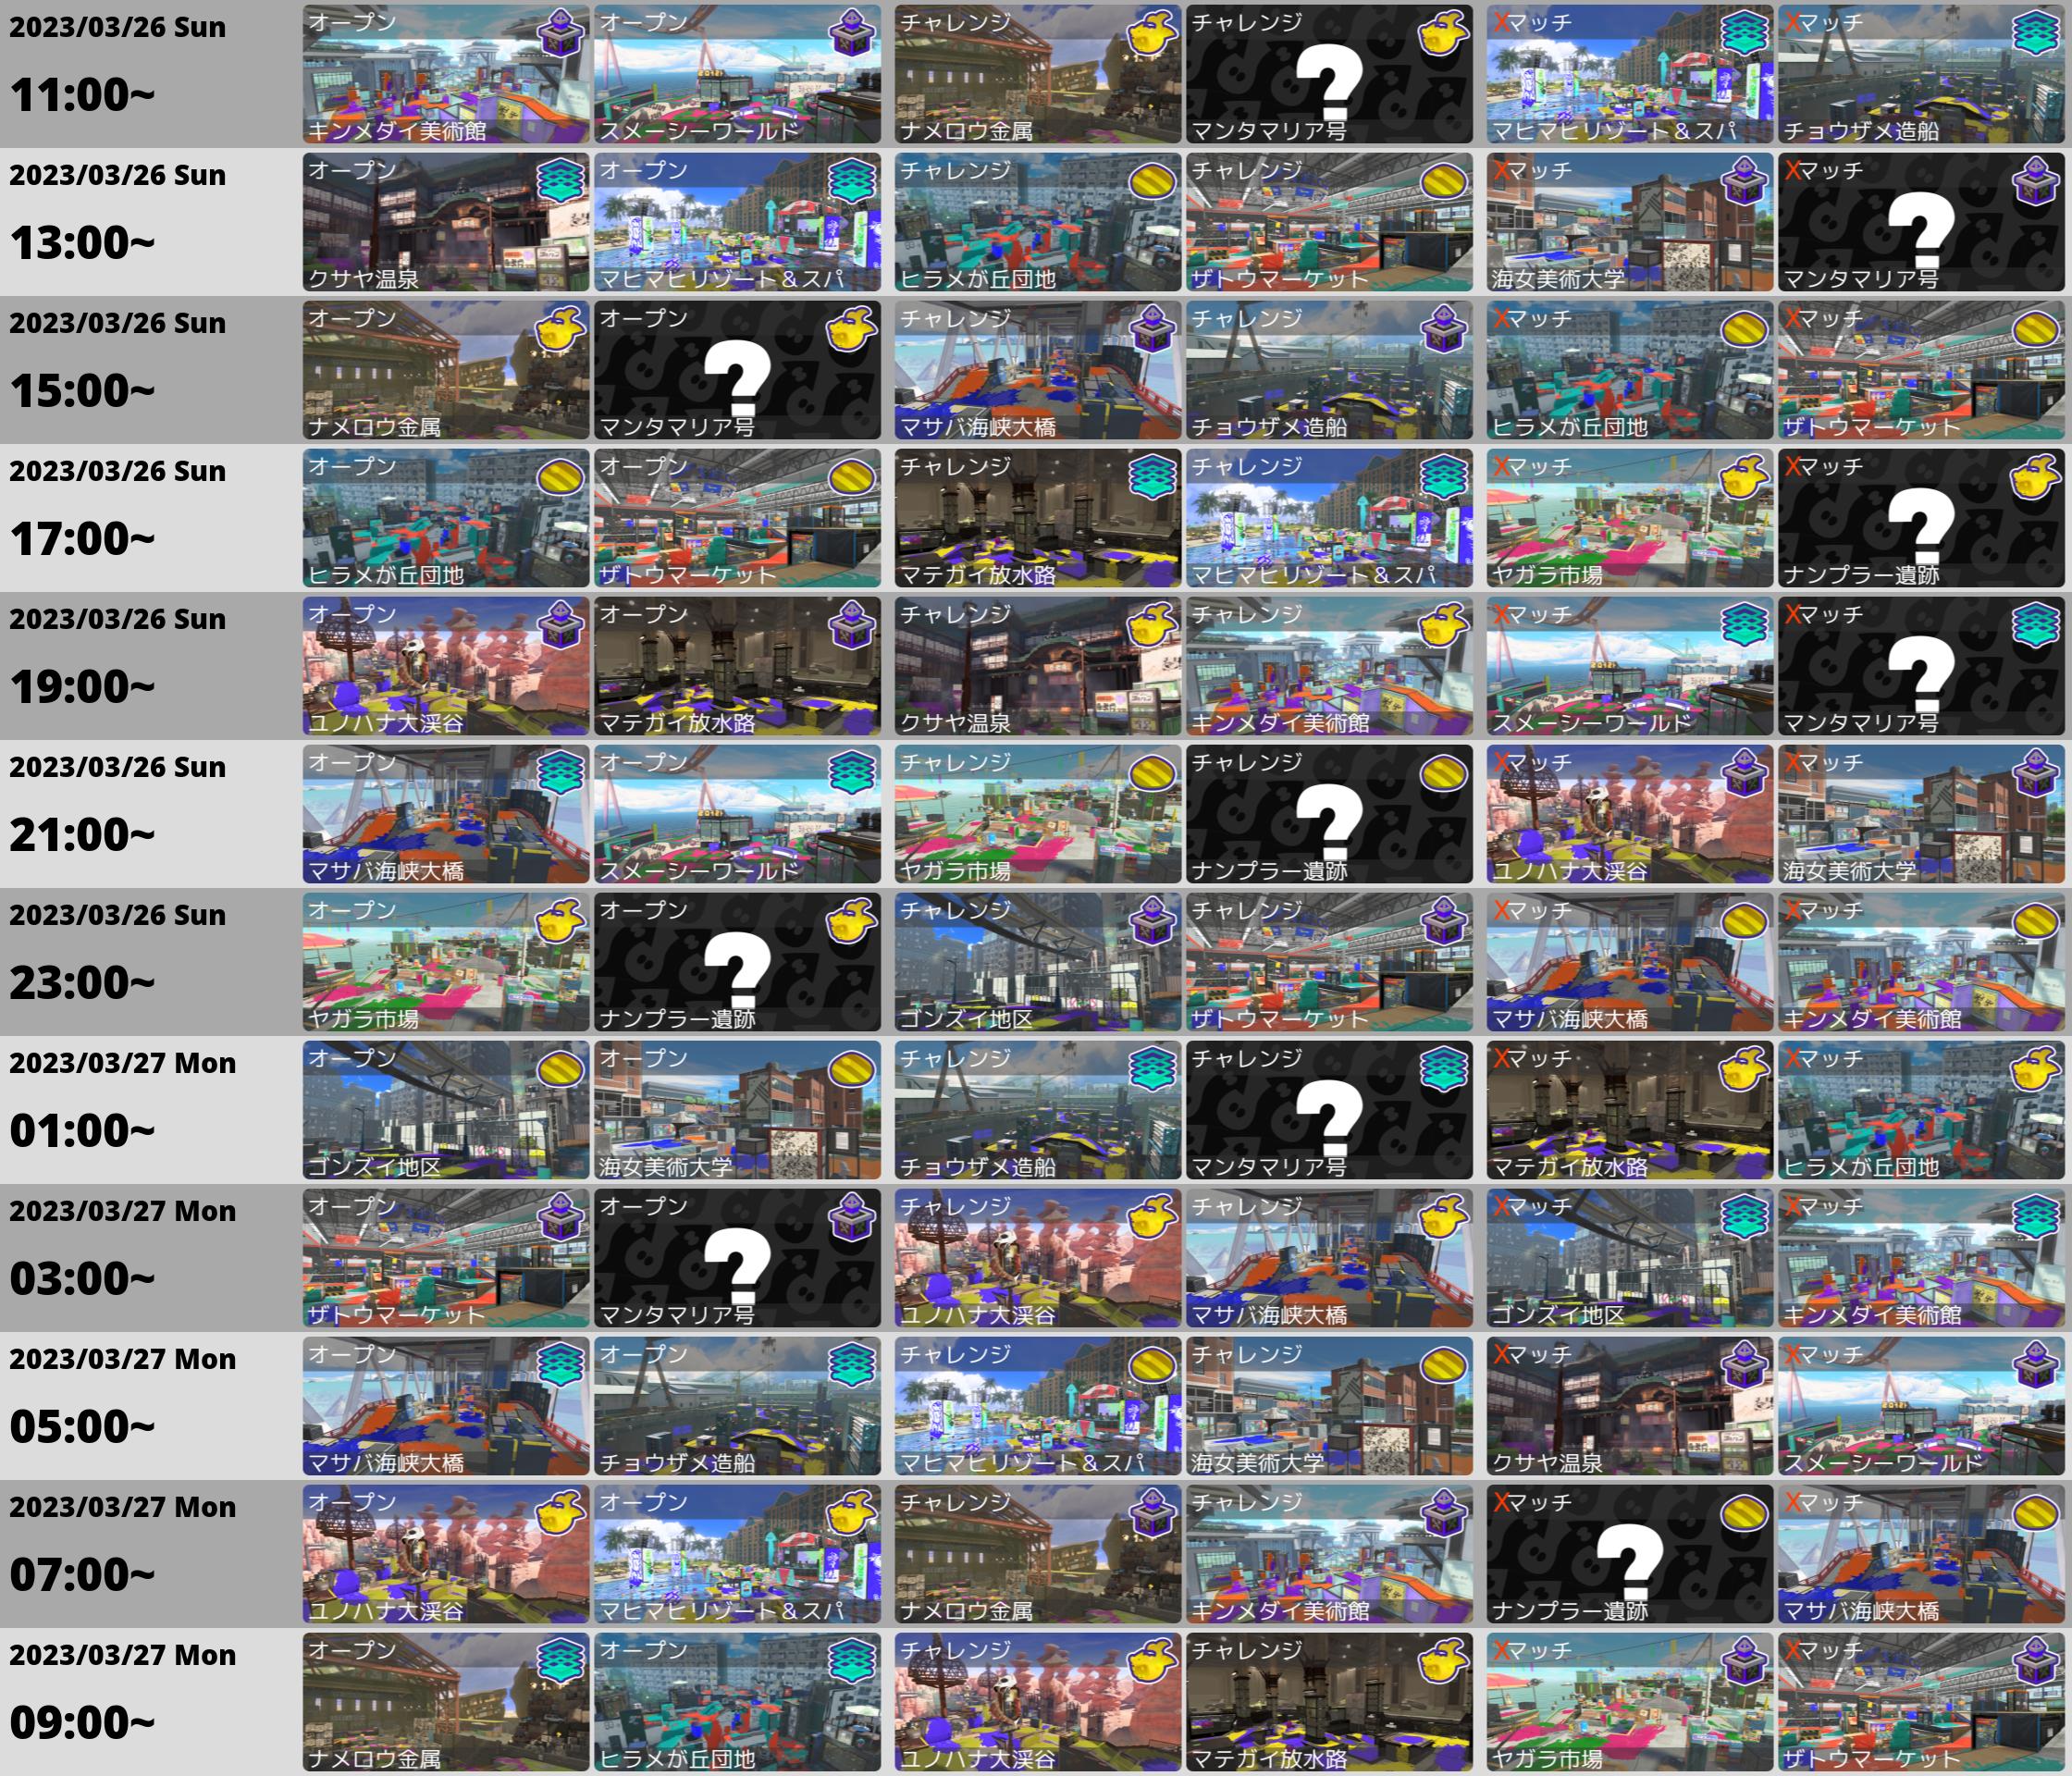 2023/03/26 Sun
11:00~
オープン オープン チャレンジ チャレンジ Xマッチ Xマッチ
キンメダイ美術館 スメーシーワールド ナメロウ金属 マンタマリア号 マヒマヒリゾート＆スパ チョウザメ造船
2023/03/26 Sun
13:00~
オープン オープン チャレンジ チャレンジ Xマッチ Xマッチ
クサヤ温泉 マヒマヒリゾート＆スパ ヒラメが丘団地 ザトウマーケット 海女美術大学 マンタマリア号
2023/03/26 Sun
15:00~
オープン オープン チャレンジ チャレンジ Xマッチ Xマッチ
ナメロウ金属 マンタマリア号 マサバ海峡大橋 チョウザメ造船 ヒラメが丘団地 ザトウマーケット
2023/03/26 Sun
17:00~
オープン オープン チャレンジ チャレンジ Xマッチ Xマッチ
ヒラメが丘団地 ザトウマーケット マテガイ放水路 マヒマヒリゾート＆スパ ヤガラ市場 ナンプラー遺跡
2023/03/26 Sun
19:00~
オープン オープン チャレンジ チャレンジ Xマッチ Xマッチ
ユノハナ大渓谷 マテガイ放水路 クサヤ温泉 キンメダイ美術館 スメーシーワールド マンタマリア号
2023/03/26 Sun
21:00~
オープン オープン チャレンジ チャレンジ Xマッチ Xマッチ
マサバ海峡大橋 スメーシーワールド ヤガラ市場 ナンプラー遺跡 ユノハナ大渓谷 海女美術大学
2023/03/26 Sun
23:00~
オープン オープン チャレンジ チャレンジ Xマッチ Xマッチ
ヤガラ市場 ナンプラー遺跡 ゴンズイ地区 ザトウマーケット マサバ海峡大橋 キンメダイ美術館
2023/03/27 Mon
01:00~
オープン オープン チャレンジ チャレンジ Xマッチ Xマッチ
ゴンズイ地区 海女美術大学 チョウザメ造船 マンタマリア号 マテガイ放水路 ヒラメが丘団地
2023/03/27 Mon
03:00~
オープン オープン チャレンジ チャレンジ Xマッチ Xマッチ
ザトウマーケット マンタマリア号 ユノハナ大渓谷 マサバ海峡大橋 ゴンズイ地区 キンメダイ美術館
2023/03/27 Mon
05:00~
オープン オープン チャレンジ チャレンジ Xマッチ Xマッチ
マサバ海峡大橋 チョウザメ造船 マヒマヒリゾート＆スパ 海女美術大学 クサヤ温泉 スメーシーワールド
2023/03/27 Mon
07:00~
オープン オープン チャレンジ チャレンジ Xマッチ Xマッチ
ユノハナ大渓谷 マヒマヒリゾート＆スパ ナメロウ金属 キンメダイ美術館 ナンプラー遺跡 マサバ海峡大橋
2023/03/27 Mon
09:00~
オープン オープン チャレンジ チャレンジ Xマッチ Xマッチ
ナメロウ金属 ヒラメが丘団地 ユノハナ大渓谷 マテガイ放水路 ヤガラ市場 ザトウマーケット